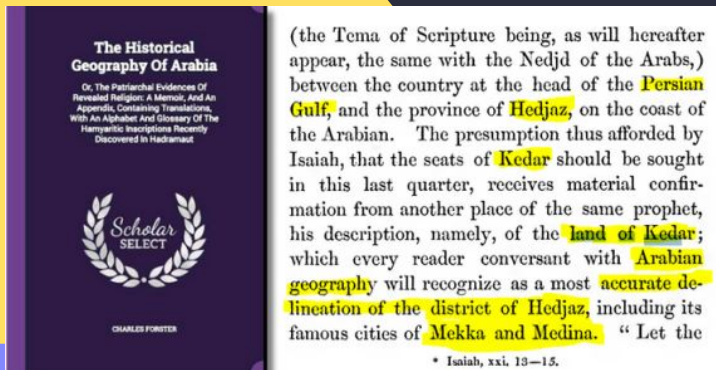 The Historical
Geography Of Arabia
Or, The Patriarchal Evidences Of
Revealed Religion: A Memoir, And An
Appendix, Containing Translations,
With An Alphabet And Glossary Of The
Hamyaritic Inscriptions Recently
Discovered In Hadramaut
Scholar
SELECT
CHARLES FORSTER
(the Tema of Scripture being, as will hereafter
appear, the same with the Nedjd of the Arabs,)
between the country at the head of the Persian
Gulf, and the province of Hedjaz, on the coast of
the Arabian. The presumption thus afforded by
Isaiah, that the seats of Kedar should be sought
in this last quarter, receives material confir-
mation from another place of the same prophet,
his description, namely, of the land of Kedar;
which every reader conversant with Arabian
geography will recognize as a most accurate de-
lineation of the district of Hedjaz, including its
famous cities of Mekka and Medina. “ Let the
* Isaiah, xxi. 13—15.